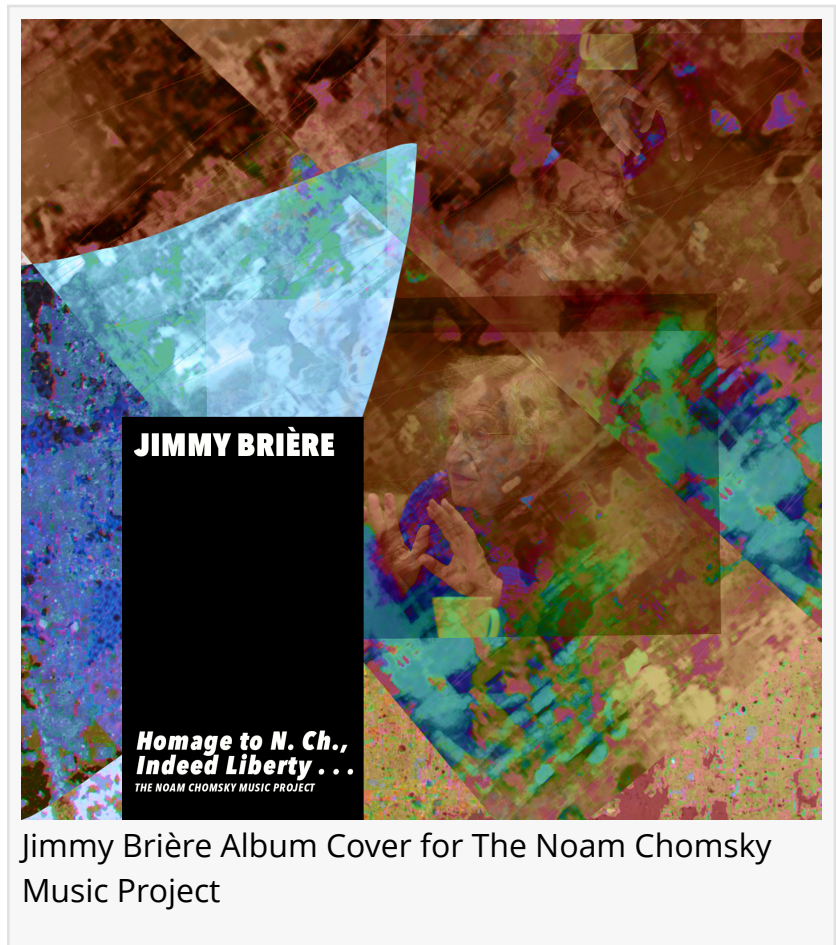 JIMMY BRIÈRE
Homage to N. Ch.,
Indeed Liberty . . .
THE NOAM CHOMSKY MUSIC PROJECT
Jimmy Brière Album Cover for The Noam Chomsky
Music Project